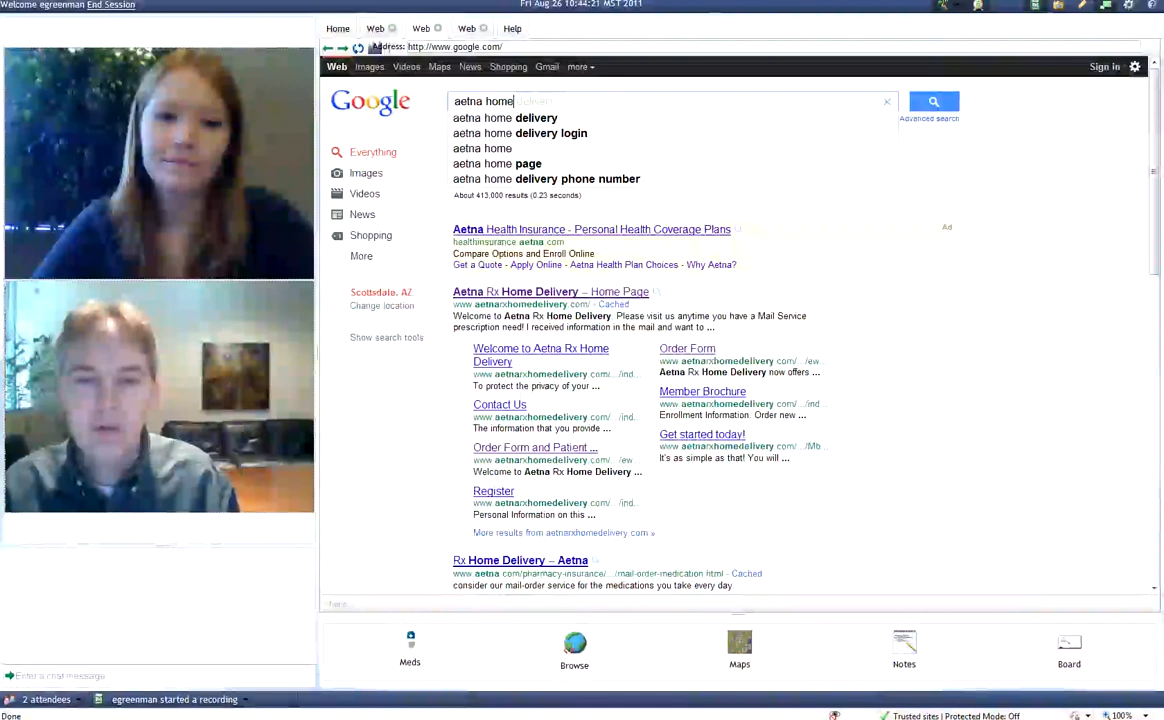 Welcome egreenman End Session
Fri Aug 26 10:44:21 MST 2011
Home Web Web Web Help
Address: http://www.google.com/
Web Images Videos Maps News Shopping Gmail more
Sign in
Google
aetna home delivery
Advanced search
aetna home delivery
aetna home delivery login
aetna home
aetna home page
aetna home delivery phone number
About 413,000 results (0.23 seconds)
Everything
Images
Videos
News
Shopping
More
Scottsdale, AZ
Change location
Show search tools
Aetna Health Insurance - Personal Health Coverage Plans
Ad
healthinsurance.aetna.com
Compare Options and Enroll Online
Get a Quote - Apply Online - Aetna Health Plan Choices - Why Aetna?
Aetna Rx Home Delivery – Home Page
www.aetnarxhomedelivery.com/ - Cached
Welcome to Aetna Rx Home Delivery. Please visit us anytime you have a Mail Service
prescription need! I received information in the mail and want to ...
Welcome to Aetna Rx Home
Delivery
www.aetnarxhomedelivery.com/.../ind...
To protect the privacy of your ...
Contact Us
www.aetnarxhomedelivery.com/.../ind...
The information that you provide ...
Order Form and Patient ...
www.aetnarxhomedelivery.com/.../ew...
Welcome to Aetna Rx Home Delivery ...
Register
www.aetnarxhomedelivery.com/.../ind...
Personal Information on this ...
Order Form
www.aetnarxhomedelivery.com/.../ew...
Aetna Rx Home Delivery now offers ...
Member Brochure
www.aetnarxhomedelivery.com/.../ind...
Enrollment Information. Order new ...
Get started today!
www.aetnarxhomedelivery.com/.../Mb...
It's as simple as that! You will ...
More results from aetnarxhomedelivery.com »
Rx Home Delivery – Aetna
www.aetna.com/pharmacy-insurance/.../mail-order-medication.html - Cached
consider our mail-order service for the medications you take every day
Meds
Browse
Maps
Notes
Board
Enter a chat message
2 attendees
egreenman started a recording
Done
Trusted sites | Protected Mode: Off
100%